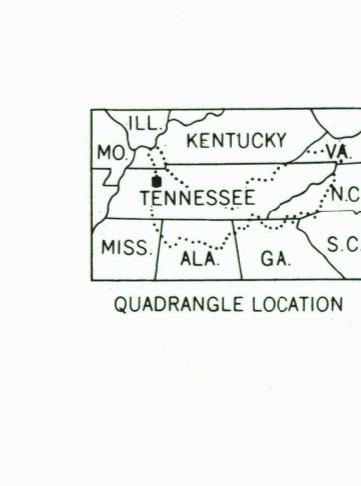 ILL.
KENTUCKY
MO.
VA.
TENNESSEE
N.C.
MISS.
ALA.
GA.
S.C.
QUADRANGLE LOCATION